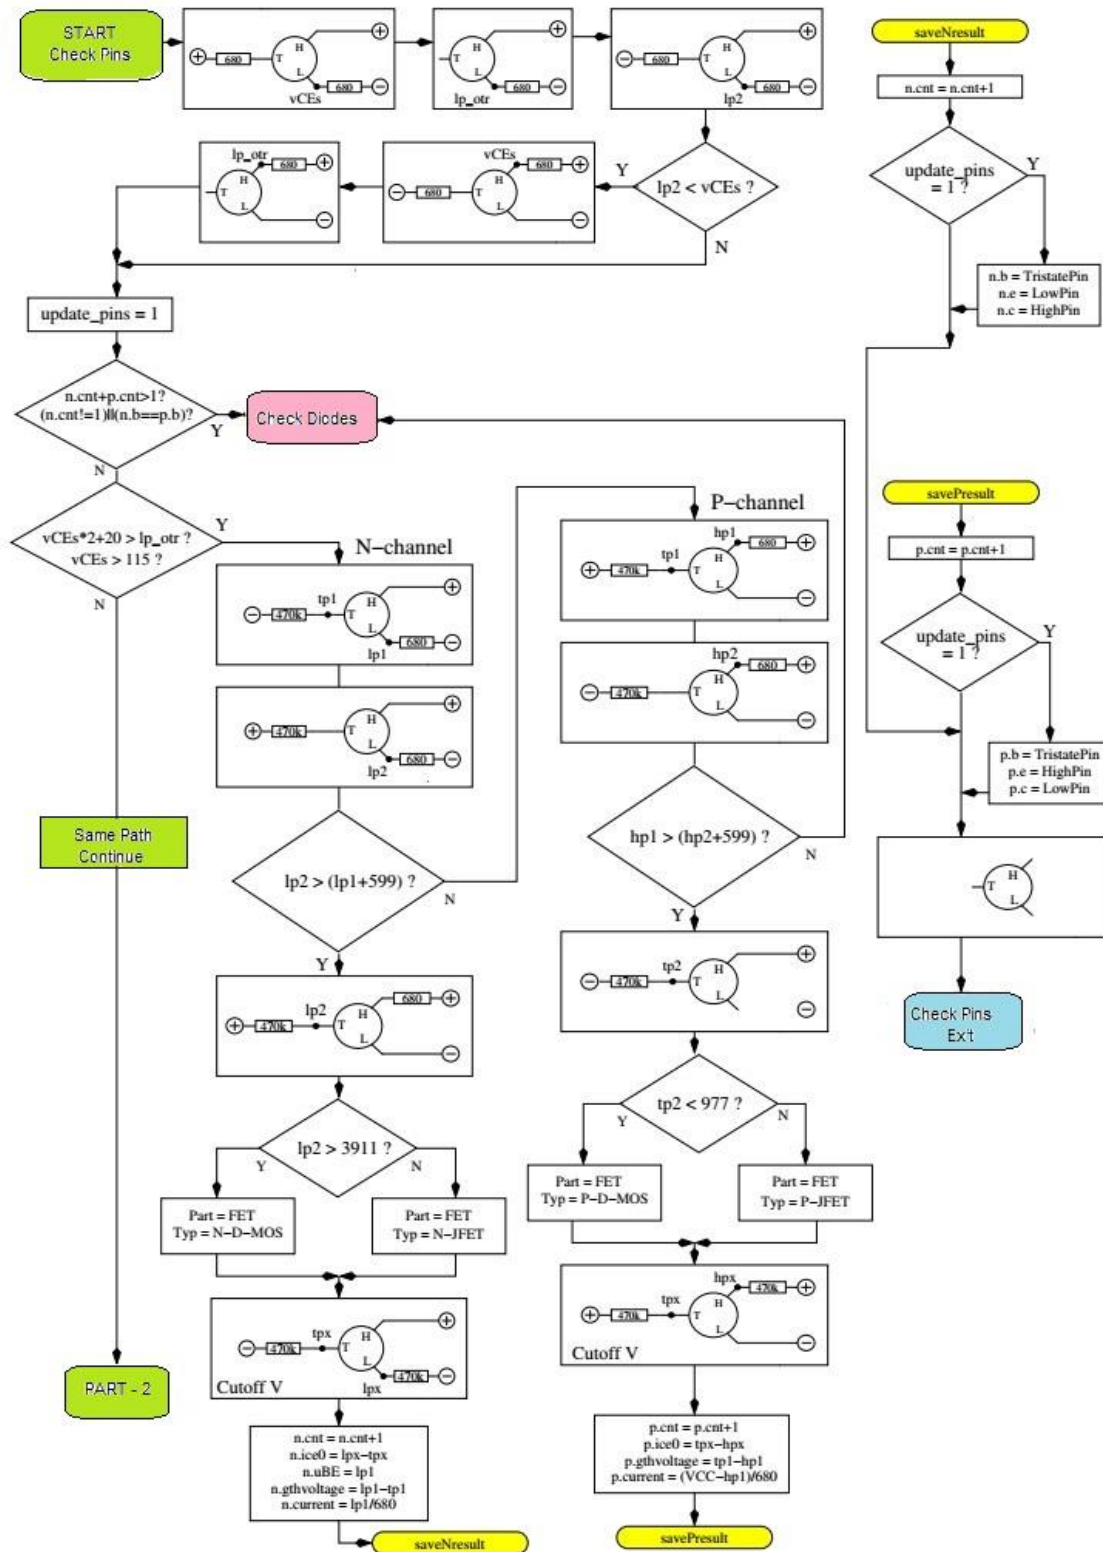 START
Check Pins
+
680
T
H
L
+
680
−
vCEs
T
H
L
+
680
−
lp_otr
−
680
T
H
L
+
680
−
lp2
lp_otr
680
+
T
H
L
−
vCEs
−
680
T
H
L
680
+
−
Y
lp2 < vCEs ?
N
update_pins = 1
n.cnt+p.cnt>1?
(n.cnt!=1)||(n.b==p.b)?
Y
N
Check Diodes
vCEs*2+20 > lp_otr ?
vCEs > 115 ?
Y
N
Same Path
Continue
PART - 2
N−channel
−
470k
tp1
T
H
L
+
680
−
lp1
+
470k
T
H
L
+
680
−
lp2
lp2 > (lp1+599) ?
N
Y
+
470k
lp2
T
H
L
680
+
−
lp2 > 3911 ?
Y
N
Part = FET
Typ = N−D−MOS
Part = FET
Typ = N−JFET
−
470k
tpx
T
H
L
+
470k
−
lpx
Cutoff V
n.cnt = n.cnt+1
n.ice0 = lpx−tpx
n.uBE = lp1
n.gthvoltage = lp1−tp1
n.current = lp1/680
saveNresult
P−channel
+
470k
tp1
T
H
L
hp1
680
+
−
−
470k
T
H
L
hp2
680
+
−
hp1 > (hp2+599) ?
N
Y
−
470k
tp2
T
H
L
+
−
tp2 < 977 ?
Y
N
Part = FET
Typ = P−D−MOS
Part = FET
Typ = P−JFET
+
470k
tpx
T
H
L
hpx
470k
+
−
Cutoff V
p.cnt = p.cnt+1
p.ice0 = tpx−hpx
p.gthvoltage = tp1−hp1
p.current = (VCC−hp1)/680
savePresult
saveNresult
n.cnt = n.cnt+1
update_pins
= 1 ?
Y
n.b = TristatePin
n.e = LowPin
n.c = HighPin
savePresult
p.cnt = p.cnt+1
update_pins
= 1 ?
Y
p.b = TristatePin
p.e = HighPin
p.c = LowPin
T
H
L
Check Pins
Exit